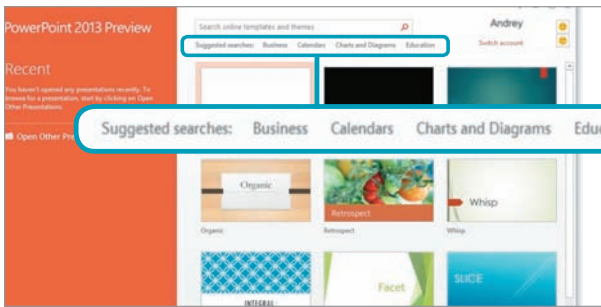 PowerPoint 2013 Preview
Recent
You haven't opened any presentations recently. To
browse for a presentation, start by clicking on Open
Other Presentations.
Open Other Pre
Search online templates and themes
Suggested searches: Business Calendars Charts and Diagrams Education
Andrey
Switch account
Suggested searches: Business Calendars Charts and Diagrams Educ
Organic
Retrospect
Whisp
Organic
Retrospect
Whisp
INTEGRAL
Facet
SLICE